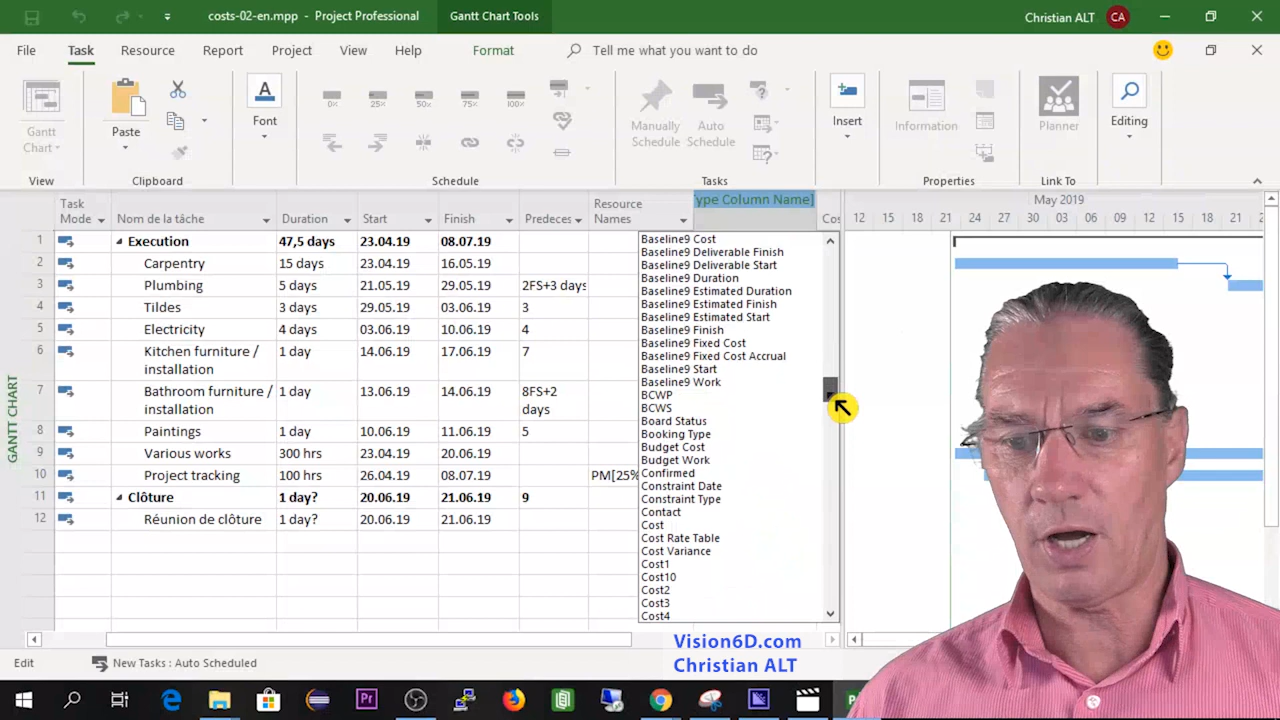 costs-02-en.mpp - Project Professional
Gantt Chart Tools
Christian ALT
CA
File
Task
Resource
Report
Project
View
Help
Format
Tell me what you want to do
Gantt
Chart
View
Paste
Clipboard
Font
0%
25%
50%
75%
100%
Schedule
Manually
Schedule
Auto
Schedule
Tasks
Insert
Information
Properties
Planner
Link To
Editing
Task
Mode
Nom de la tâche
Duration
Start
Finish
Predeces
Resource
Names
Type Column Name]
Cos
May 2019
12 15 18 21 24 27 30 03 06 09 12 15 18 21
GANTT CHART
1 Execution 47,5 days 23.04.19 08.07.19
2 Carpentry 15 days 23.04.19 16.05.19
3 Plumbing 5 days 21.05.19 29.05.19 2FS+3 days
4 Tildes 3 days 29.05.19 03.06.19 3
5 Electricity 4 days 03.06.19 10.06.19 4
6 Kitchen furniture / 1 day 14.06.19 17.06.19 7
installation
7 Bathroom furniture / 1 day 13.06.19 14.06.19 8FS+2
installation days
8 Paintings 1 day 10.06.19 11.06.19 5
9 Various works 300 hrs 23.04.19 20.06.19
10 Project tracking 100 hrs 26.04.19 08.07.19 PM[25%
11 Clôture 1 day? 20.06.19 21.06.19 9
12 Réunion de clôture 1 day? 20.06.19 21.06.19
Baseline9 Cost
Baseline9 Deliverable Finish
Baseline9 Deliverable Start
Baseline9 Duration
Baseline9 Estimated Duration
Baseline9 Estimated Finish
Baseline9 Estimated Start
Baseline9 Finish
Baseline9 Fixed Cost
Baseline9 Fixed Cost Accrual
Baseline9 Start
Baseline9 Work
BCWP
BCWS
Board Status
Booking Type
Budget Cost
Budget Work
Confirmed
Constraint Date
Constraint Type
Contact
Cost
Cost Rate Table
Cost Variance
Cost1
Cost10
Cost2
Cost3
Cost4
Vision6D.com
Christian ALT
Edit
New Tasks : Auto Scheduled
Pr